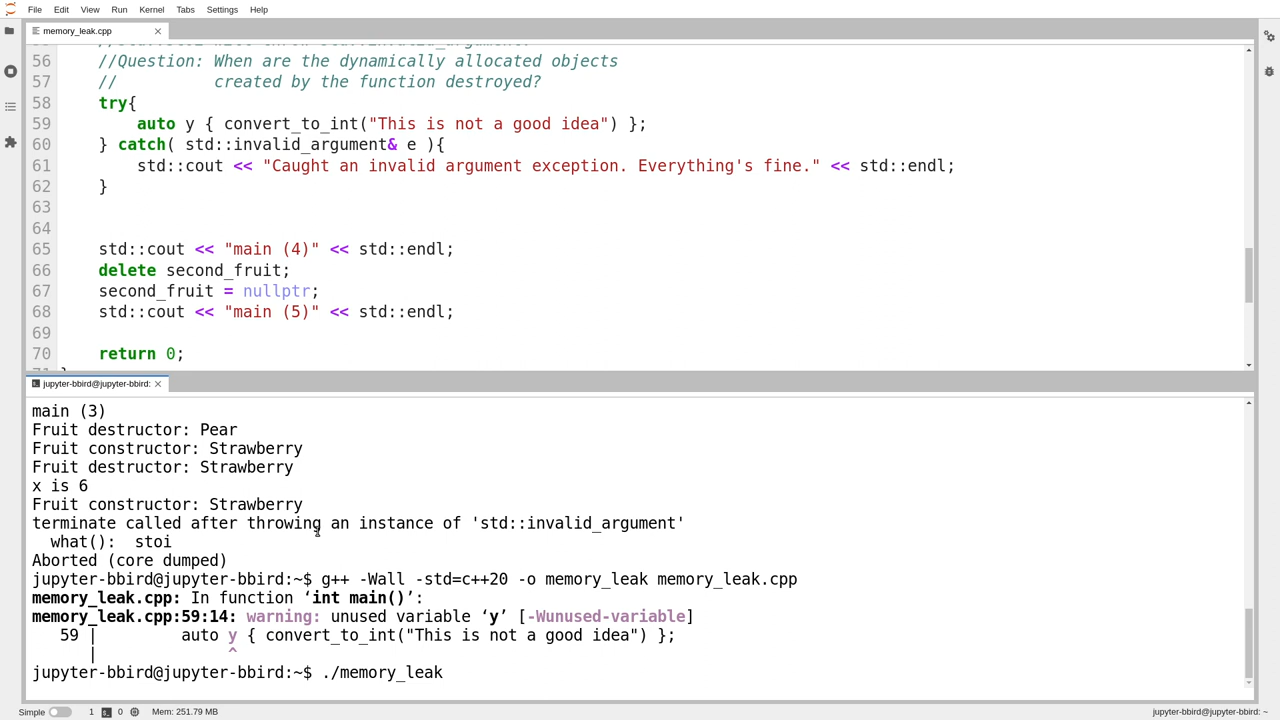 File Edit View Run Kernel Tabs Settings Help
memory_leak.cpp
56 //Question: When are the dynamically allocated objects
57 // created by the function destroyed?
58 try{
59 auto y { convert_to_int("This is not a good idea") };
60 } catch( std::invalid_argument& e ){
61 std::cout << "Caught an invalid argument exception. Everything's fine." << std::endl;
62 }
63
64
65 std::cout << "main (4)" << std::endl;
66 delete second_fruit;
67 second_fruit = nullptr;
68 std::cout << "main (5)" << std::endl;
69
70 return 0;
jupyter-bbird@jupyter-bbird:
main (3)
Fruit destructor: Pear
Fruit constructor: Strawberry
Fruit destructor: Strawberry
x is 6
Fruit constructor: Strawberry
terminate called after throwing an instance of 'std::invalid_argument'
what(): stoi
Aborted (core dumped)
jupyter-bbird@jupyter-bbird:~$ g++ -Wall -std=c++20 -o memory_leak memory_leak.cpp
memory_leak.cpp: In function ‘int main()’:
memory_leak.cpp:59:14: warning: unused variable ‘y’ [-Wunused-variable]
59 | auto y { convert_to_int("This is not a good idea") };
| ^
jupyter-bbird@jupyter-bbird:~$ ./memory_leak
Simple 1 0 Mem: 251.79 MB jupyter-bbird@jupyter-bbird: ~